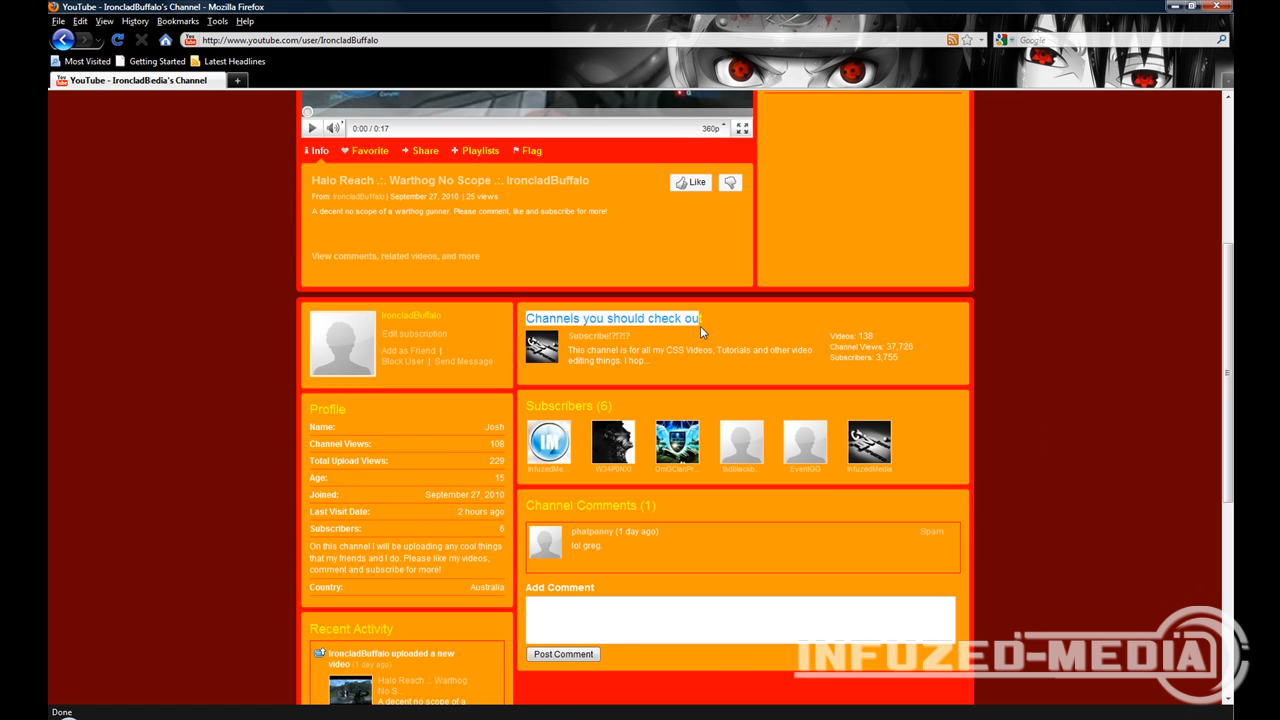 YouTube - IroncladBuffalo's Channel - Mozilla Firefox
File Edit View History Bookmarks Tools Help
http://www.youtube.com/user/IroncladBuffalo
Google
Most Visited Getting Started Latest Headlines
YouTube - IroncladBedia's Channel
0:00 / 0:17
360p
Info Favorite Share Playlists Flag
Halo Reach .:. Warthog No Scope .:. IroncladBuffalo
Like
From: IroncladBuffalo | September 27, 2010 | 25 views
A decent no scope of a warthog gunner. Please comment, like and subscribe for more!
View comments, related videos, and more
IroncladBuffalo
Edit subscription
Add as Friend |
Block User | Send Message
Channels you should check out
Subscribe!?!?!?
This channel is for all my CSS Videos, Tutorials and other video
editing things. I hop...
Videos: 138
Channel Views: 37,726
Subscribers: 3,755
Profile
Name: Josh
Channel Views: 108
Total Upload Views: 229
Age: 15
Joined: September 27, 2010
Last Visit Date: 2 hours ago
Subscribers: 6
On this channel I will be uploading any cool things
that my friends and I do. Please like my videos,
comment and subscribe for more!
Country: Australia
Subscribers (6)
InfuzedMe... W34P0NXI OmGClanPr... EventGG InfuzedMedia
Channel Comments (1)
phatpanny (1 day ago)
Spam
lol greg.
Add Comment
Post Comment
Recent Activity
IroncladBuffalo uploaded a new
video (1 day ago)
Halo Reach .. Warthog
No S...
A decent no scope of a
INFUZED-MEDIA
Done